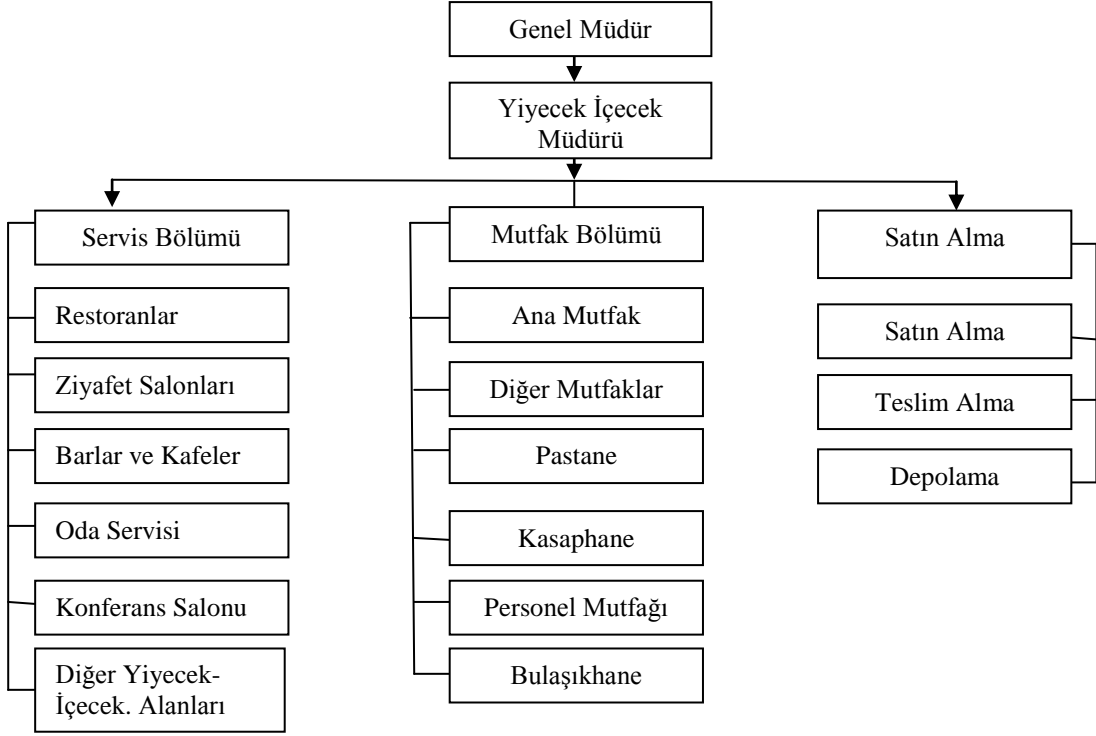 Genel Müdür
Yiyecek İçecek
Müdürü
Servis Bölümü
Restoranlar
Ziyafet Salonları
Barlar ve Kafeler
Oda Servisi
Konferans Salonu
Diğer Yiyecek-
İçecek. Alanları
Mutfak Bölümü
Ana Mutfak
Diğer Mutfaklar
Pastane
Kasaphane
Personel Mutfağı
Bulaşıkhane
Satın Alma
Satın Alma
Teslim Alma
Depolama